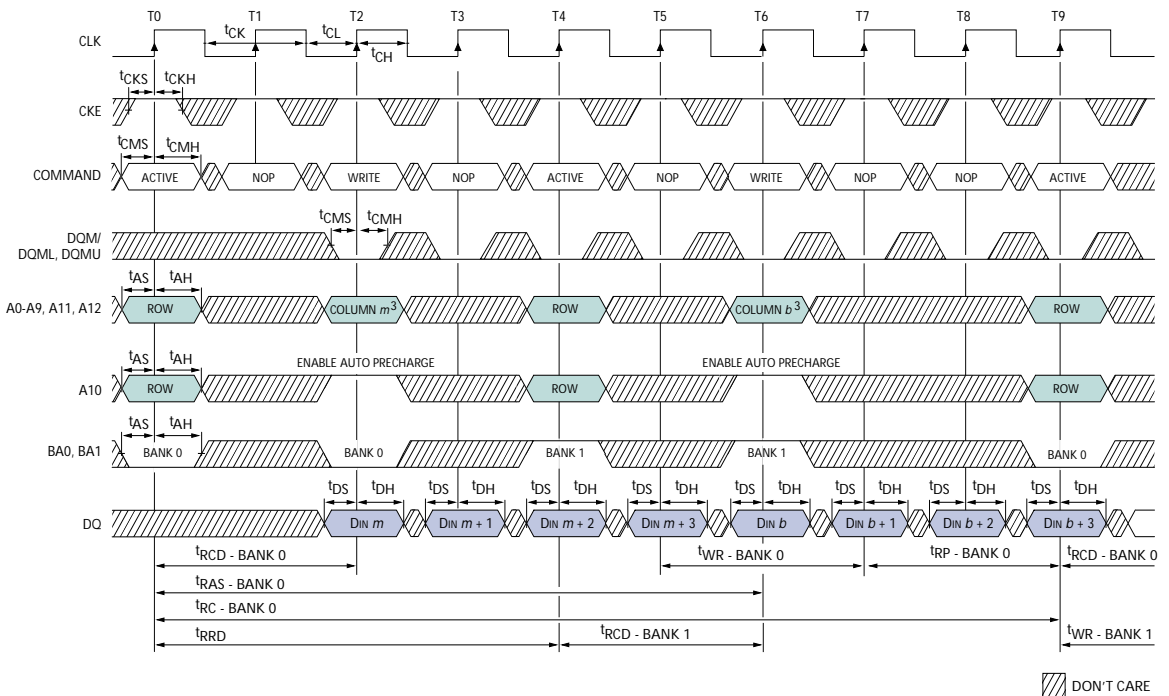 T0 T1 T2 T3 T4 T5 T6 T7 T8 T9
tCK tCL
CLK
tCH
tCKS tCKH
CKE
tCMS tCMH
COMMAND ACTIVE NOP WRITE NOP ACTIVE NOP WRITE NOP NOP ACTIVE
tCMS tCMH
DQM/
DQML, DQMU
tAS tAH
A0-A9, A11, A12 ROW COLUMN m3 ROW COLUMN b3 ROW
tAS tAH ENABLE AUTO PRECHARGE ENABLE AUTO PRECHARGE
A10 ROW ROW ROW
tAS tAH
BA0, BA1 BANK 0 BANK 0 BANK 1 BANK 1 BANK 0
tDS tDH tDS tDH tDS tDH tDS tDH tDS tDH tDS tDH tDS tDH tDS tDH
DQ DIN m DIN m + 1 DIN m + 2 DIN m + 3 DIN b DIN b + 1 DIN b + 2 DIN b + 3
tRCD - BANK 0 tWR - BANK 0 tRP - BANK 0 tRCD - BANK 0
tRAS - BANK 0
tRC - BANK 0
tRRD tRCD - BANK 1 tWR - BANK 1
DON'T CARE